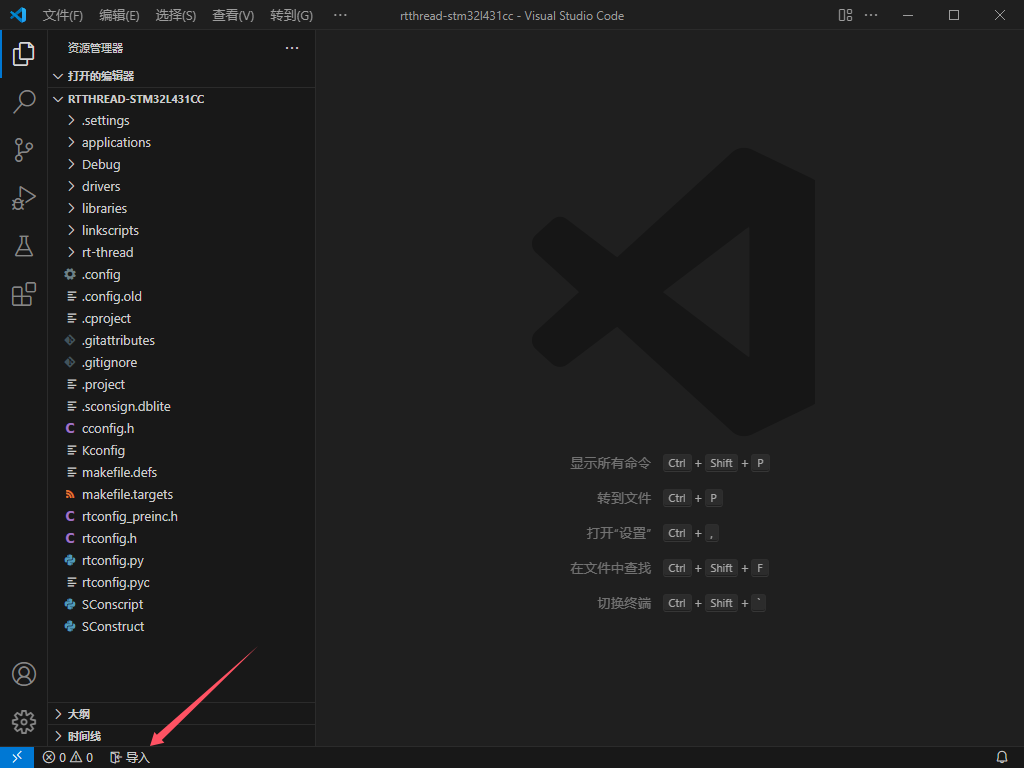 文件(F) 编辑(E) 选择(S) 查看(V) 转到(G) ··· rtthread-stm32l431cc - Visual Studio Code
资源管理器
打开的编辑器
RTTHREAD-STM32L431CC
.settings
applications
Debug
drivers
libraries
linkscripts
rt-thread
.config
.config.old
.cproject
.gitattributes
.gitignore
.project
.sconsign.dblite
cconfig.h
Kconfig
makefile.defs
makefile.targets
rtconfig_preinc.h
rtconfig.h
rtconfig.py
rtconfig.pyc
SConscript
SConstruct
大纲
时间线
0 0 导入
显示所有命令 Ctrl + Shift + P
转到文件 Ctrl + P
打开“设置” Ctrl + ,
在文件中查找 Ctrl + Shift + F
切换终端 Ctrl + Shift + `